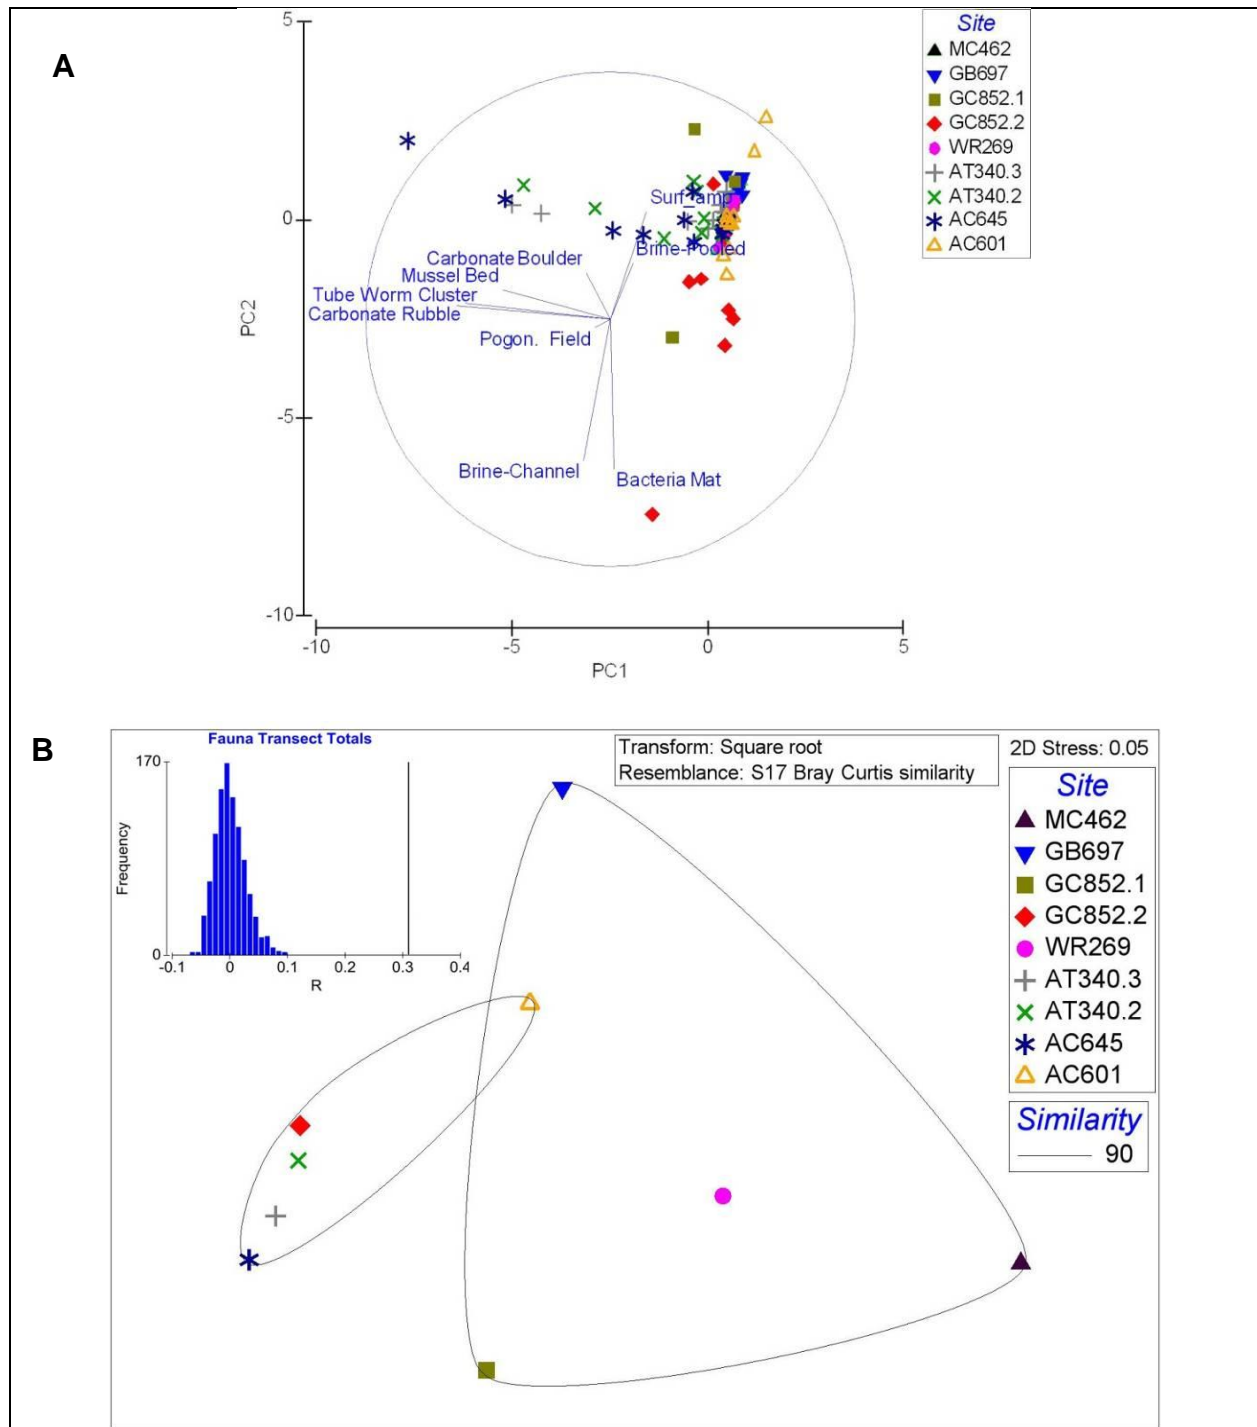 A
5
0
-5
-10
PC2
-10
-5
0
5
PC1
Surf_amp
Brine-Pooled
Carbonate Boulder
Mussel Bed
Tube Worm Cluster
Carbonate Rubble
Pogon. Field
Brine-Channel
Bacteria Mat
Site
MC462
GB697
GC852.1
GC852.2
WR269
AT340.3
AT340.2
AC645
AC601
B
Fauna Transect Totals
170
0
Frequency
-0.1
0
0.1
0.2
0.3
0.4
R
Transform: Square root
Resemblance: S17 Bray Curtis similarity
2D Stress: 0.05
Site
MC462
GB697
GC852.1
GC852.2
WR269
AT340.3
AT340.2
AC645
AC601
Similarity
90